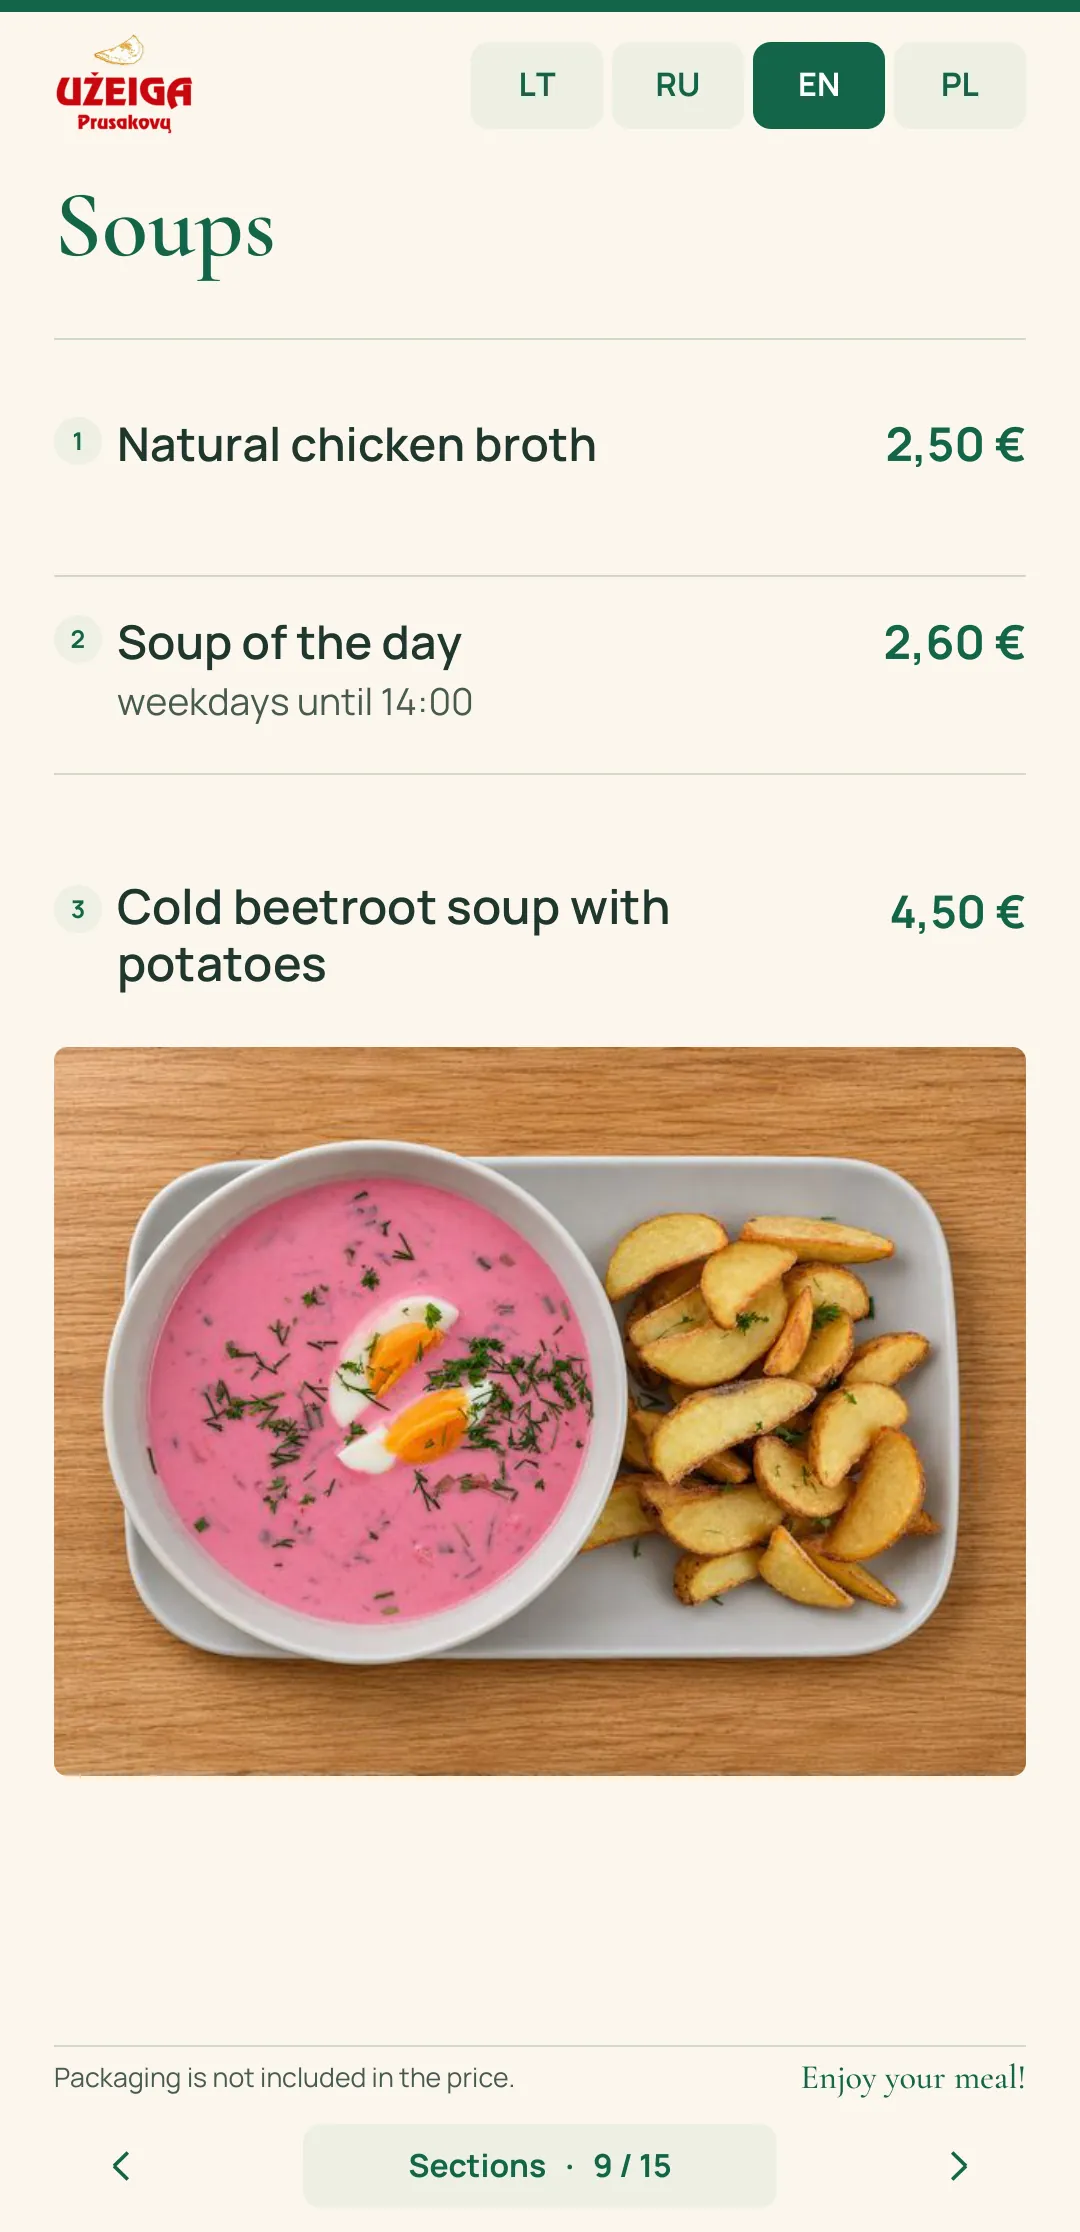 UŽEIGA
Prusakovų
LT RU EN PL
Soups
1 Natural chicken broth 2,50 €
2 Soup of the day 2,60 €
weekdays until 14:00
3 Cold beetroot soup with 4,50 €
potatoes
Packaging is not included in the price. Enjoy your meal!
Sections · 9 / 15